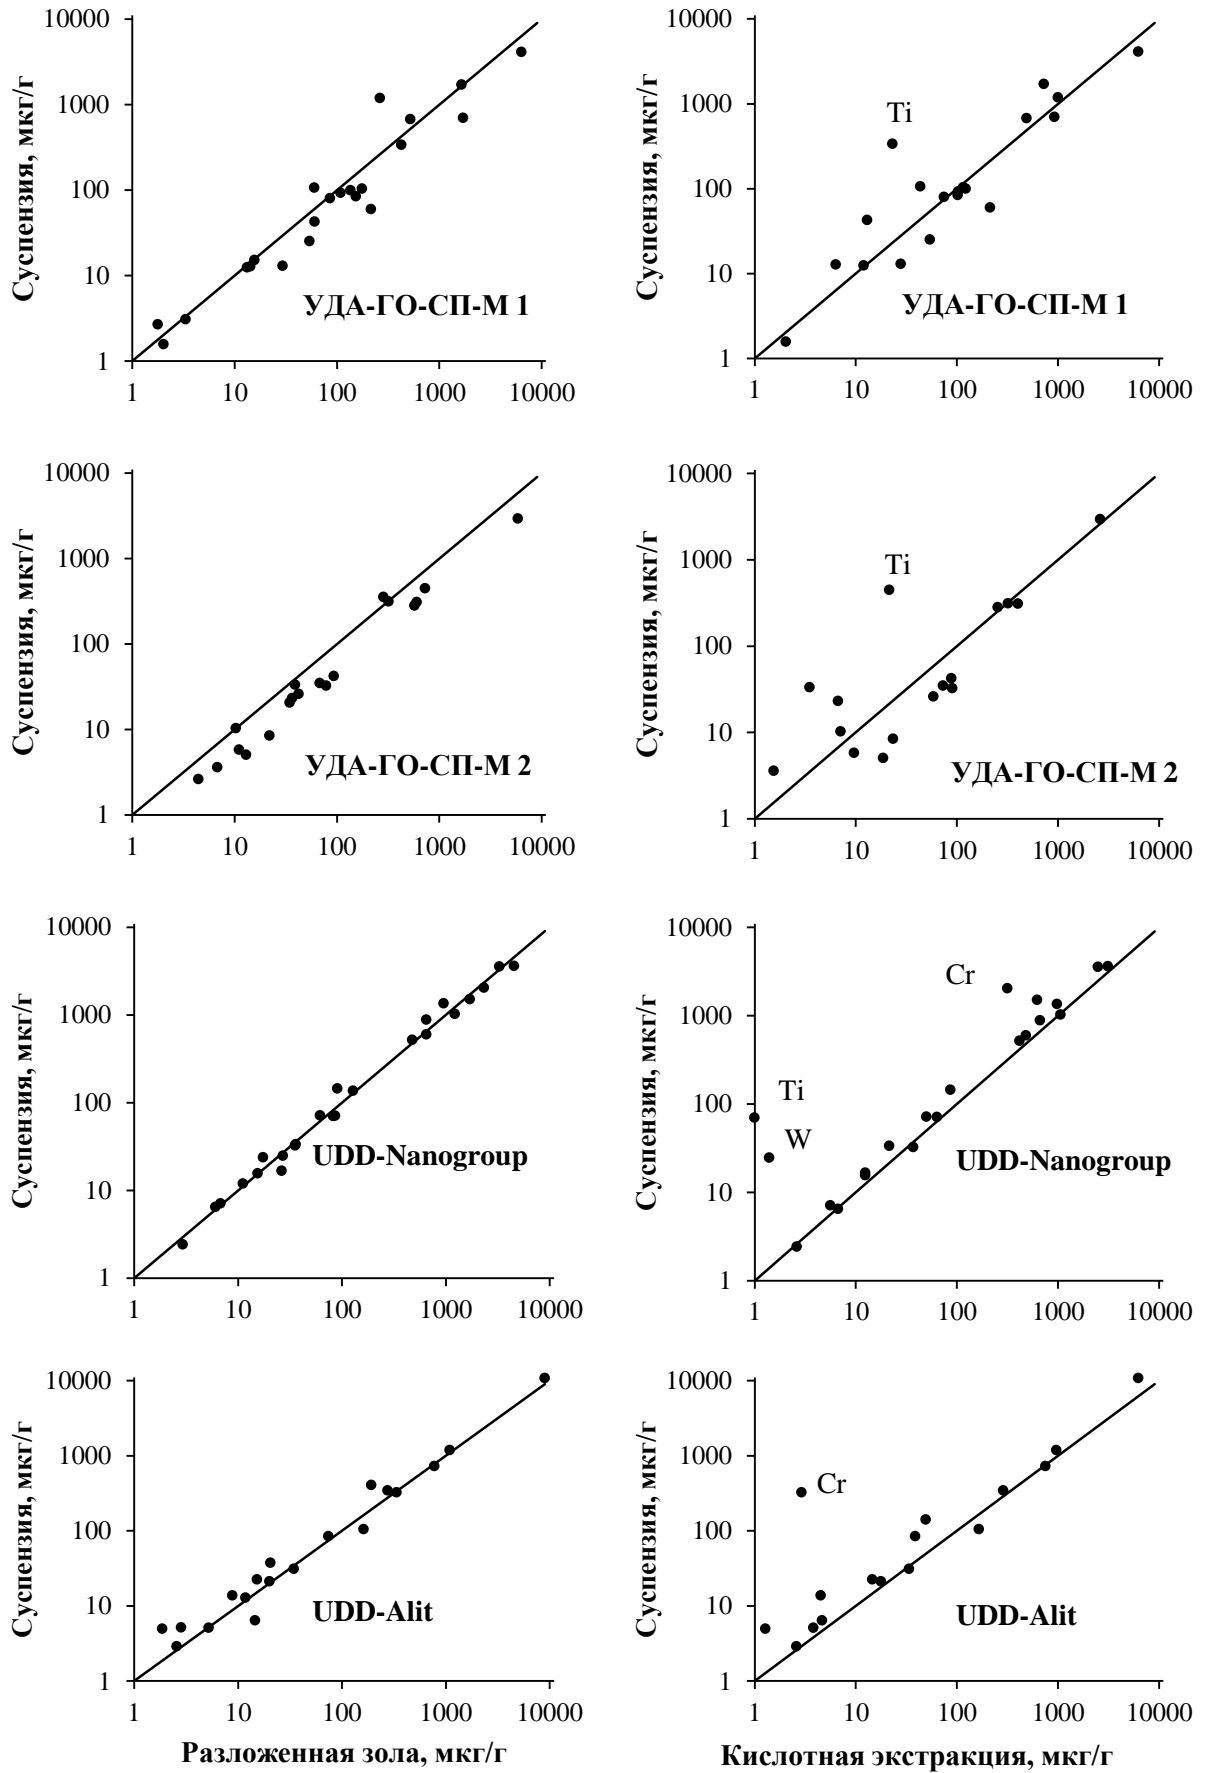 10000
1000
100
10
1
Суспензия, мкг/г
УДА-ГО-СП-М 1
1 10 100 1000 10000
10000
1000
100
10
1
Суспензия, мкг/г
Ti
УДА-ГО-СП-М 1
1 10 100 1000 10000
10000
1000
100
10
1
Суспензия, мкг/г
УДА-ГО-СП-М 2
1 10 100 1000 10000
10000
1000
100
10
1
Суспензия, мкг/г
Ti
УДА-ГО-СП-М 2
1 10 100 1000 10000
10000
1000
100
10
1
Суспензия, мкг/г
UDD-Nanogroup
1 10 100 1000 10000
10000
1000
100
10
1
Суспензия, мкг/г
Cr
Ti
W
UDD-Nanogroup
1 10 100 1000 10000
10000
1000
100
10
1
Суспензия, мкг/г
UDD-Alit
1 10 100 1000 10000
Разложенная зола, мкг/г
10000
1000
100
10
1
Суспензия, мкг/г
Cr
UDD-Alit
1 10 100 1000 10000
Кислотная экстракция, мкг/г